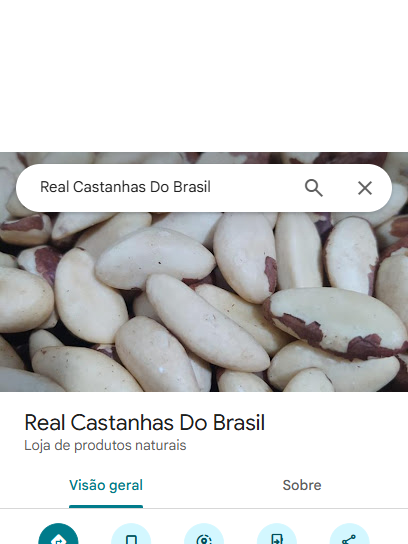 Real Castanhas Do Brasil
Real Castanhas Do Brasil
Loja de produtos naturais
Visão geral
Sobre